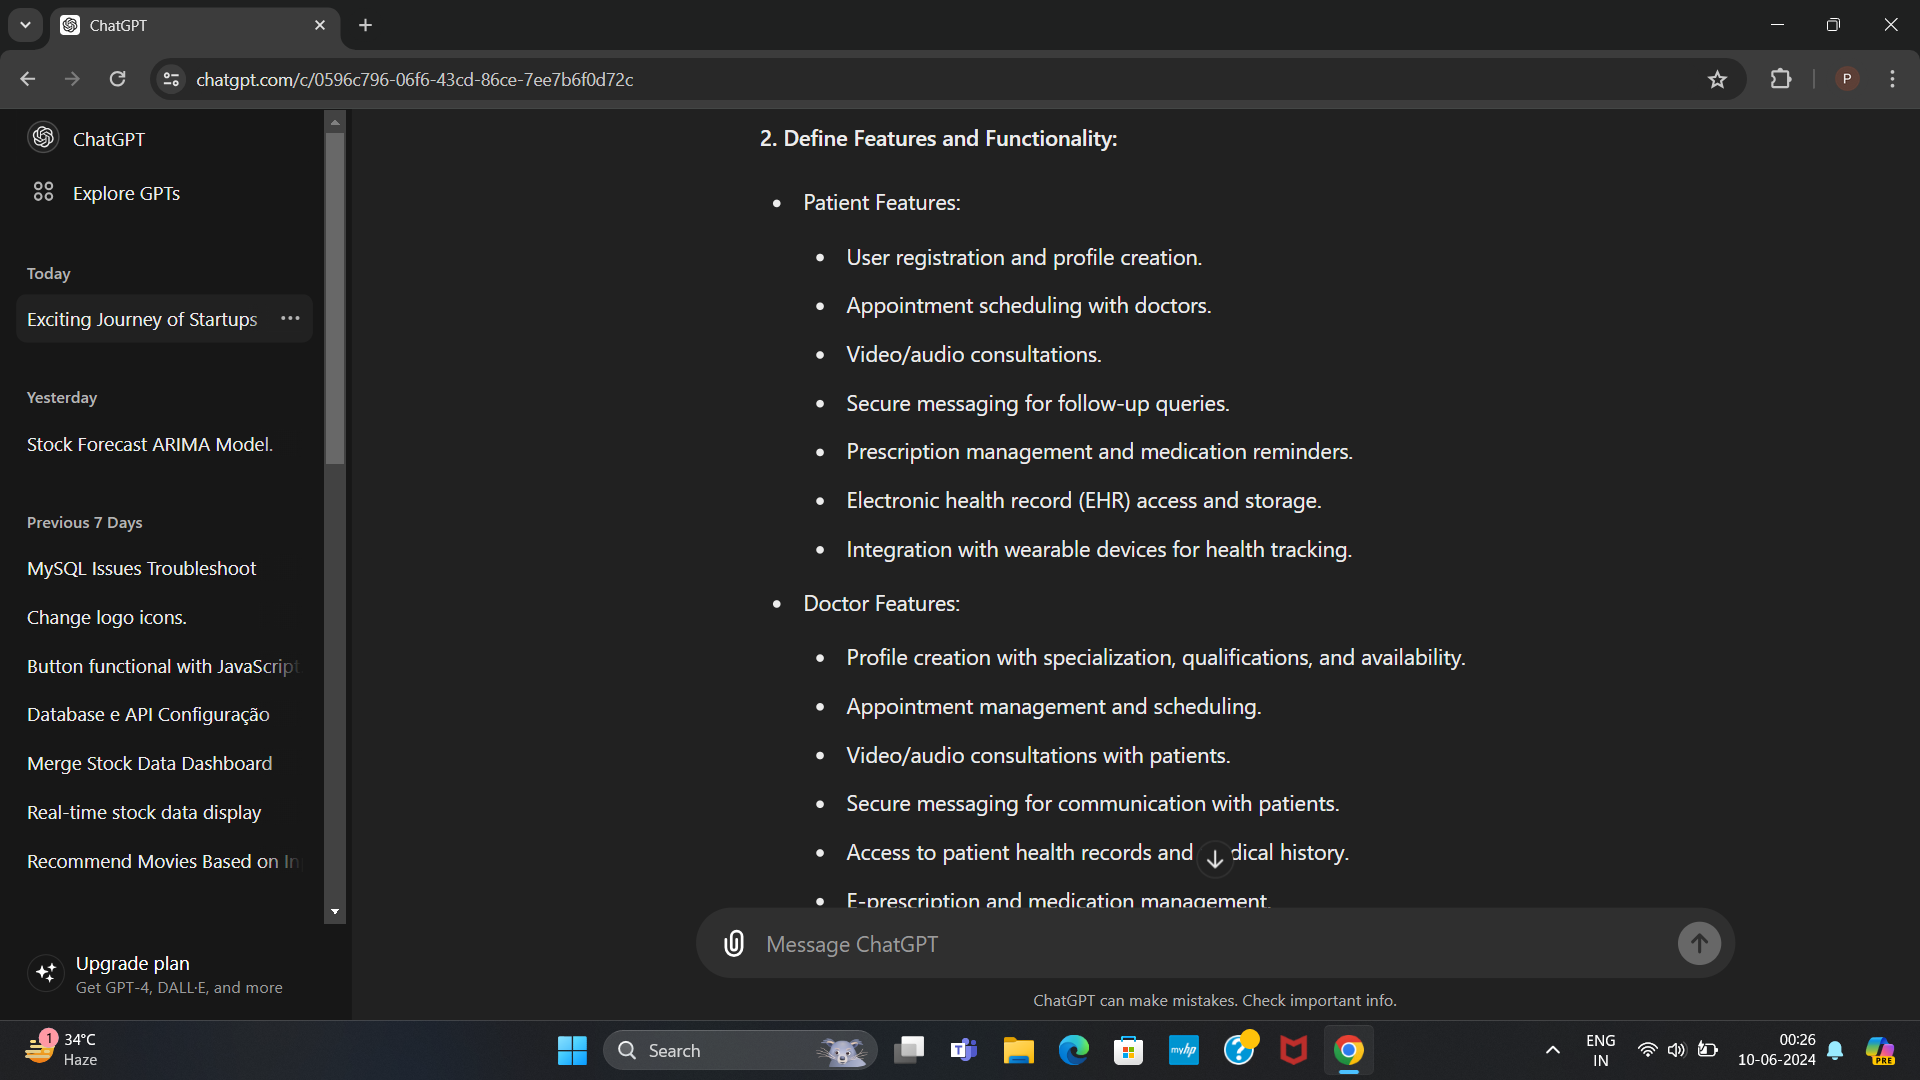 ChatGPT
chatgpt.com/c/0596c796-06f6-43cd-86ce-7ee7b6f0d72c
P
ChatGPT
Explore GPTs
Today
Exciting Journey of Startups
Yesterday
Stock Forecast ARIMA Model.
Previous 7 Days
MySQL Issues Troubleshoot
Change logo icons.
Button functional with JavaScript
Database e API Configuração
Merge Stock Data Dashboard
Real-time stock data display
Recommend Movies Based on In
Upgrade plan
Get GPT-4, DALL·E, and more
2. Define Features and Functionality:
• Patient Features:
• User registration and profile creation.
• Appointment scheduling with doctors.
• Video/audio consultations.
• Secure messaging for follow-up queries.
• Prescription management and medication reminders.
• Electronic health record (EHR) access and storage.
• Integration with wearable devices for health tracking.
• Doctor Features:
• Profile creation with specialization, qualifications, and availability.
• Appointment management and scheduling.
• Video/audio consultations with patients.
• Secure messaging for communication with patients.
• Access to patient health records and dical history.
• E-prescription and medication management.
Message ChatGPT
ChatGPT can make mistakes. Check important info.
1
34°C
Haze
Search
T
myhp
?
ENG
IN
00:26
10-06-2024
PRE